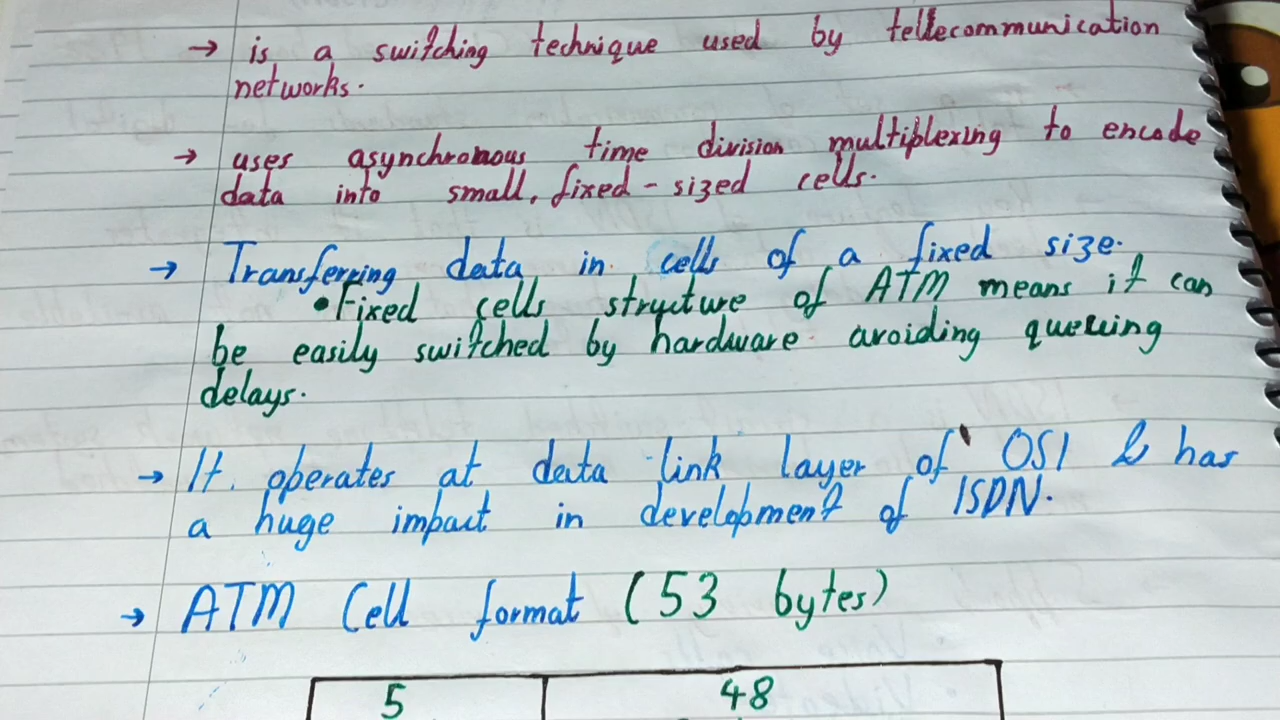 → is a switching technique used by tellecommunication
networks.
→ uses asynchronous time division multiplexing to encode
data into small, fixed-sized cells.
→ Transferring data in cells of a fixed size.
• Fixed cells structure of ATM means it can
be easily switched by hardware avoiding queuing
delays.
→ It operates at data link layer of OSI & has
a huge impact in development of ISDN.
→ ATM Cell format (53 bytes)
5 48